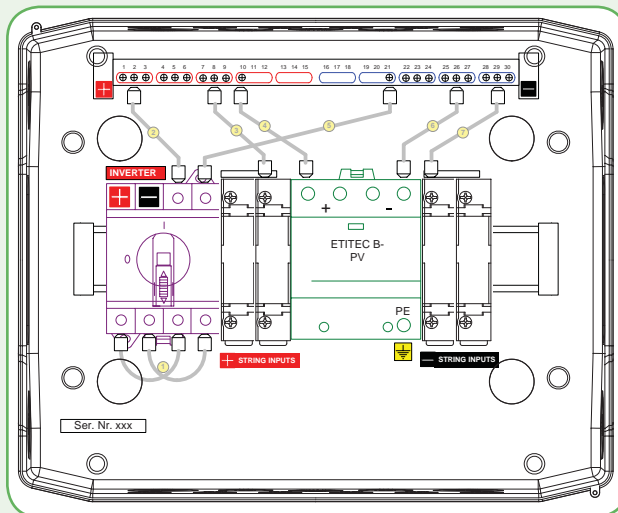 1 2 3 4 5 6 7 8 9 10 11 12 13 14 15 16 17 18 19 20 21 22 23 24 25 26 27 28 29 30
+ −
2 3 4 5 6 7
INVERTER
+ −
+ -
I
O
ETITEC B-
PV
PE
1
+ STRING INPUTS
− STRING INPUTS
Ser. Nr. xxx